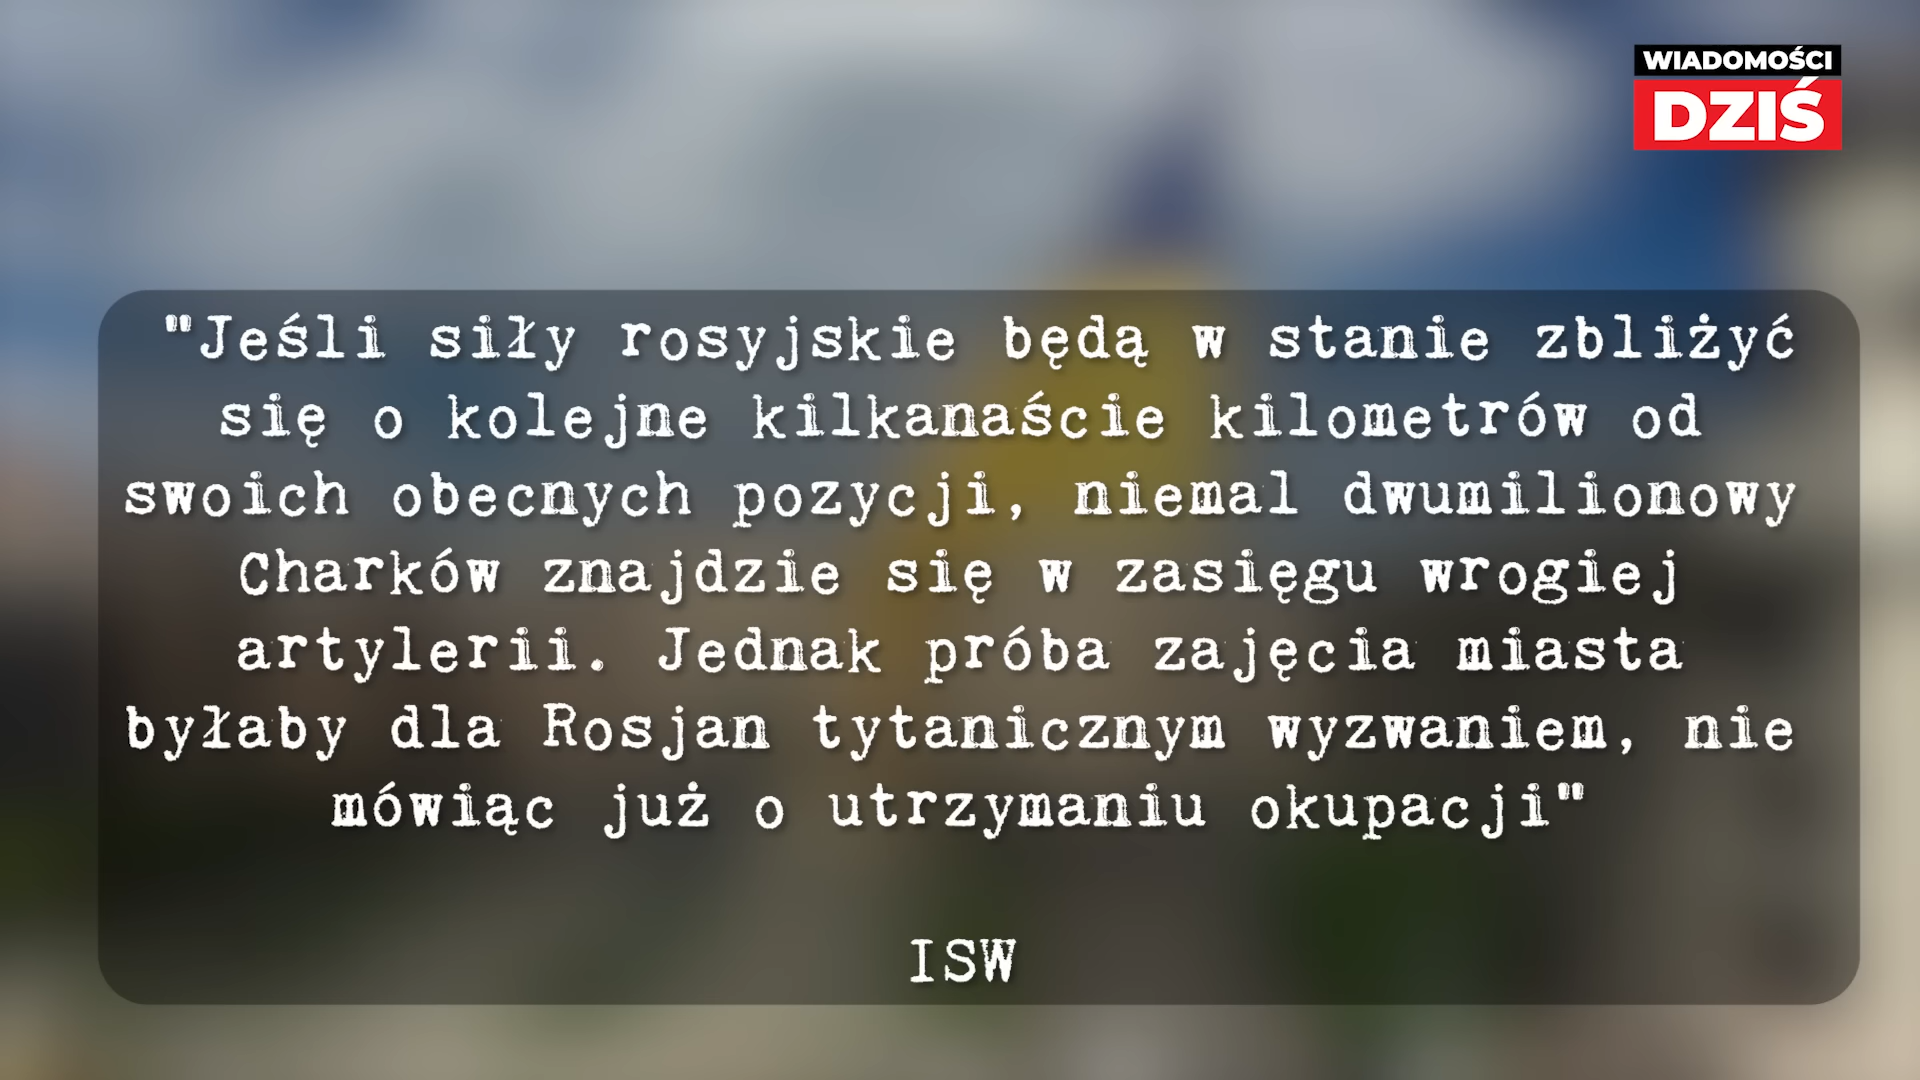 WIADOMOŚCI
DZIŚ
"Jeśli siły rosyjskie będą w stanie zbliżyć
się o kolejne kilkanaście kilometrów od
swoich obecnych pozycji, niemal dwumilionowy
Charków znajdzie się w zasięgu wrogiej
artylerii. Jednak próba zajęcia miasta
byłaby dla Rosjan tytanicznym wyzwaniem, nie
mówiąc już o utrzymaniu okupacji"
ISW